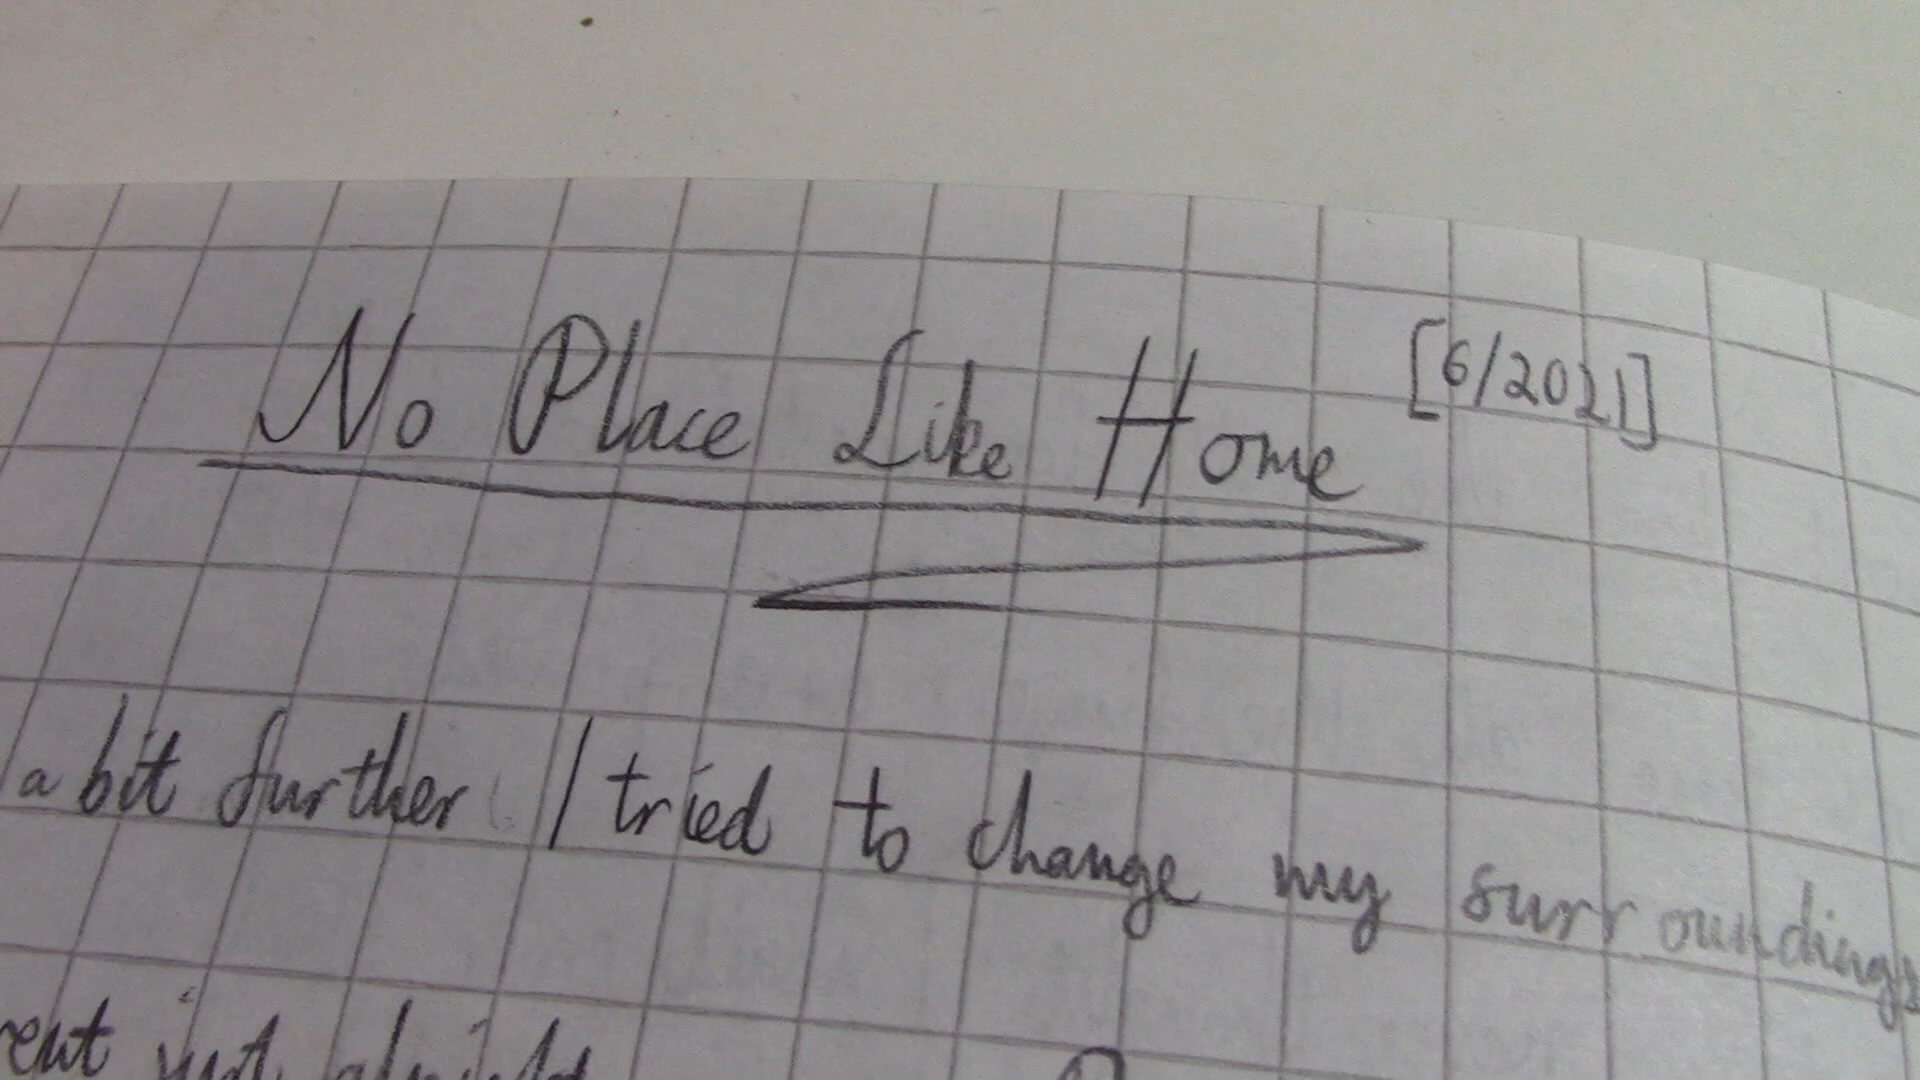 No Place Like Home [6/2021]
a bit further / tried to change my surroundings